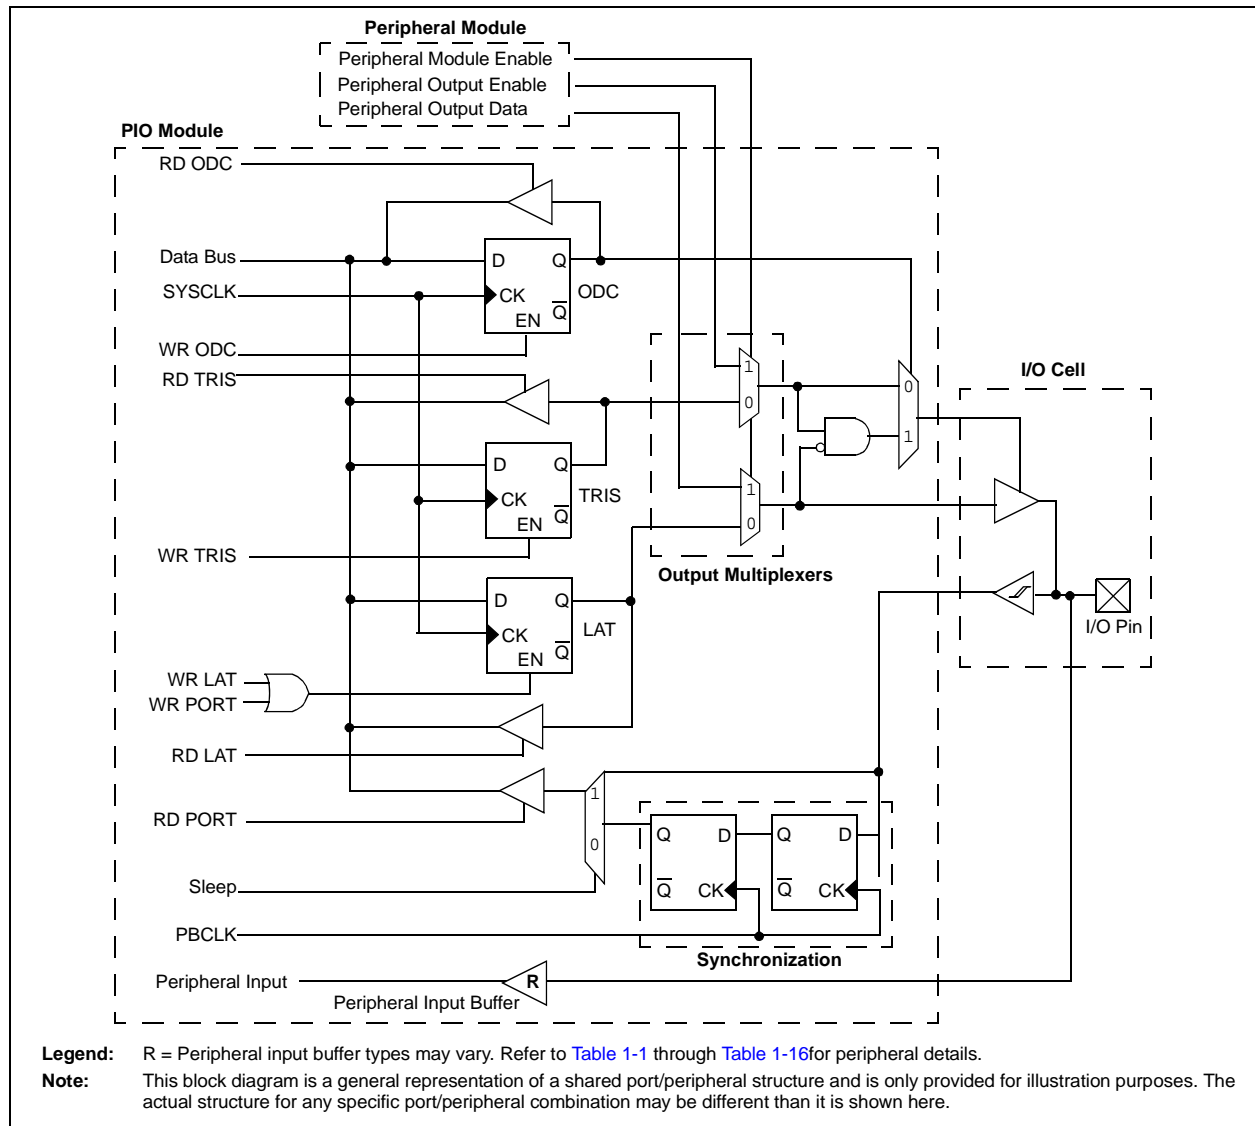 Peripheral Module
Peripheral Module Enable
Peripheral Output Enable
Peripheral Output Data
PIO Module
RD ODC
Data Bus
D Q
SYSCLK
CK
ODC
EN Q
WR ODC
RD TRIS
1
0
I/O Cell
0
1
D Q
CK
TRIS
EN Q
1
0
WR TRIS
Output Multiplexers
D Q
CK
LAT
EN Q
I/O Pin
WR LAT
WR PORT
RD LAT
RD PORT
1
0
Q D Q D
Sleep
Q CK Q CK
PBCLK
Synchronization
Peripheral Input
R
Peripheral Input Buffer
Legend: R = Peripheral input buffer types may vary. Refer to Table 1-1 through Table 1-16for peripheral details.
Note: This block diagram is a general representation of a shared port/peripheral structure and is only provided for illustration purposes. The
actual structure for any specific port/peripheral combination may be different than it is shown here.